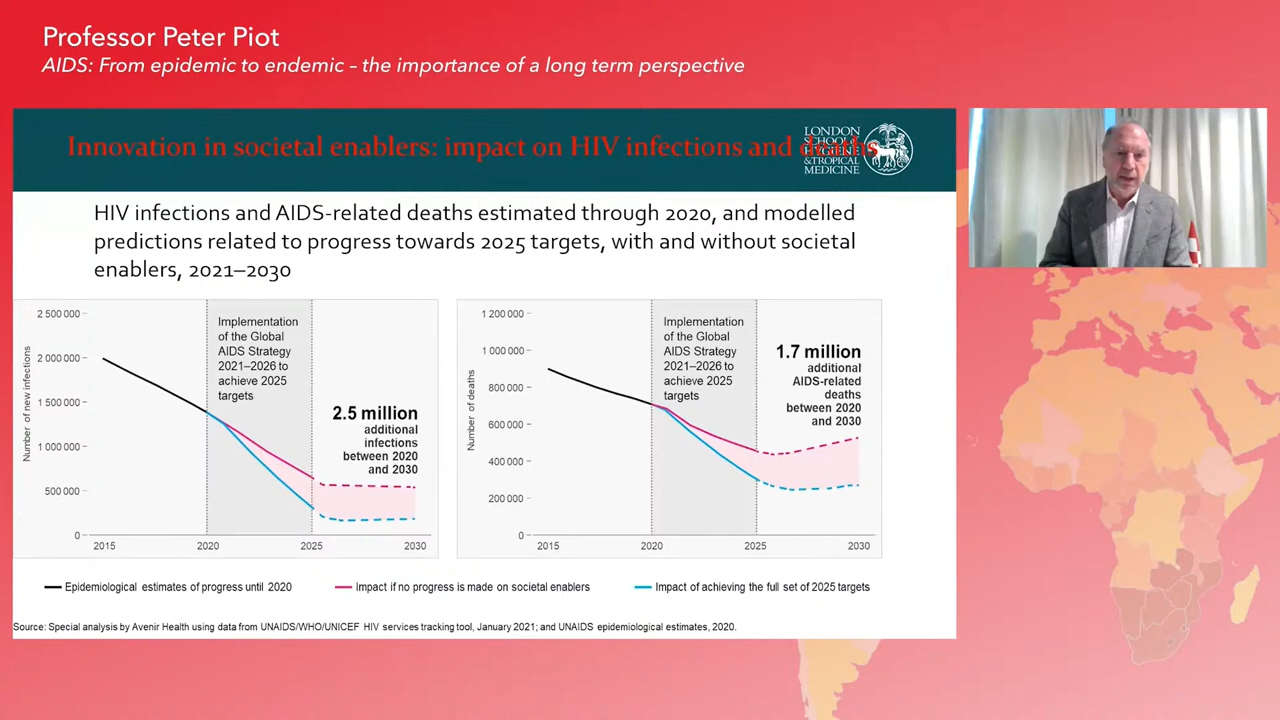 Professor Peter Piot
AIDS: From epidemic to endemic – the importance of a long term perspective
Innovation in societal enablers: impact on HIV infections and deaths
LONDON
SCHOOL of
HYGIENE
&TROPICAL
MEDICINE
HIV infections and AIDS-related deaths estimated through 2020, and modelled
predictions related to progress towards 2025 targets, with and without societal
enablers, 2021–2030
Number of new infections
2 500 000
2 000 000
1 500 000
1 000 000
500 000
0
2015
2020
2025
2030
Implementation
of the Global
AIDS Strategy
2021–2026 to
achieve 2025
targets
2.5 million
additional
infections
between 2020
and 2030
Number of deaths
1 200 000
1 000 000
800 000
600 000
400 000
200 000
0
2015
2020
2025
2030
Implementation
of the Global
AIDS Strategy
2021–2026 to
achieve 2025
targets
1.7 million
additional
AIDS-related
deaths
between 2020
and 2030
Epidemiological estimates of progress until 2020
Impact if no progress is made on societal enablers
Impact of achieving the full set of 2025 targets
Source: Special analysis by Avenir Health using data from UNAIDS/WHO/UNICEF HIV services tracking tool, January 2021; and UNAIDS epidemiological estimates, 2020.